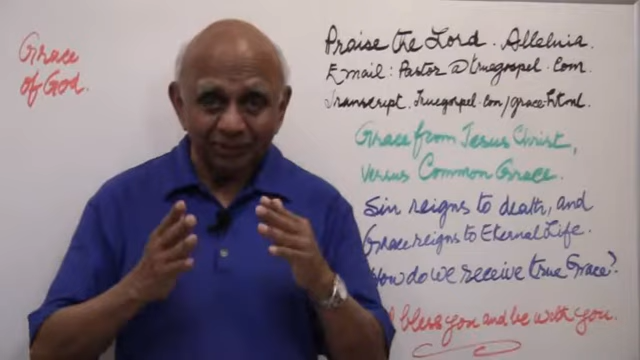 Grace
of God.
Praise the Lord. Alleluia.
Email: Pastor@truegospel.com.
Transcript. Truegospel.com/grace.html.
Grace from Jesus Christ,
versus Common Grace.
Sin reigns to death, and
Grace reigns to Eternal Life.
How do we receive true Grace?
bless you and be with you.